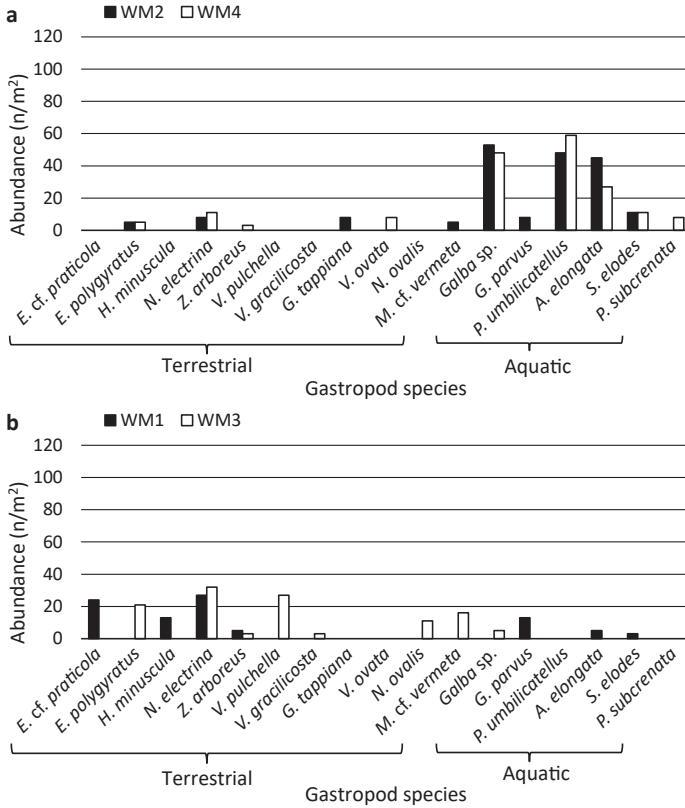 a
WM2 WM4
Abundance (n/m²)
120
100
80
60
40
20
0
E. cf. praticola
E. polygyratus
H. minuscula
N. electrina
Z. arboreus
V. pulchella
V. gracilicosta
G. tappiana
V. ovata
N. ovalis
M. cf. vermeta
Galba sp.
G. parvus
P. umbilicatellus
A. elongata
S. elodes
P. subcrenata
Terrestrial
Aquatic
Gastropod species
b
WM1 WM3
Abundance (n/m²)
120
100
80
60
40
20
0
E. cf. praticola
E. polygyratus
H. minuscula
N. electrina
Z. arboreus
V. pulchella
V. gracilicosta
G. tappiana
V. ovata
N. ovalis
M. cf. vermeta
Galba sp.
G. parvus
P. umbilicatellus
A. elongata
S. elodes
P. subcrenata
Terrestrial
Aquatic
Gastropod species